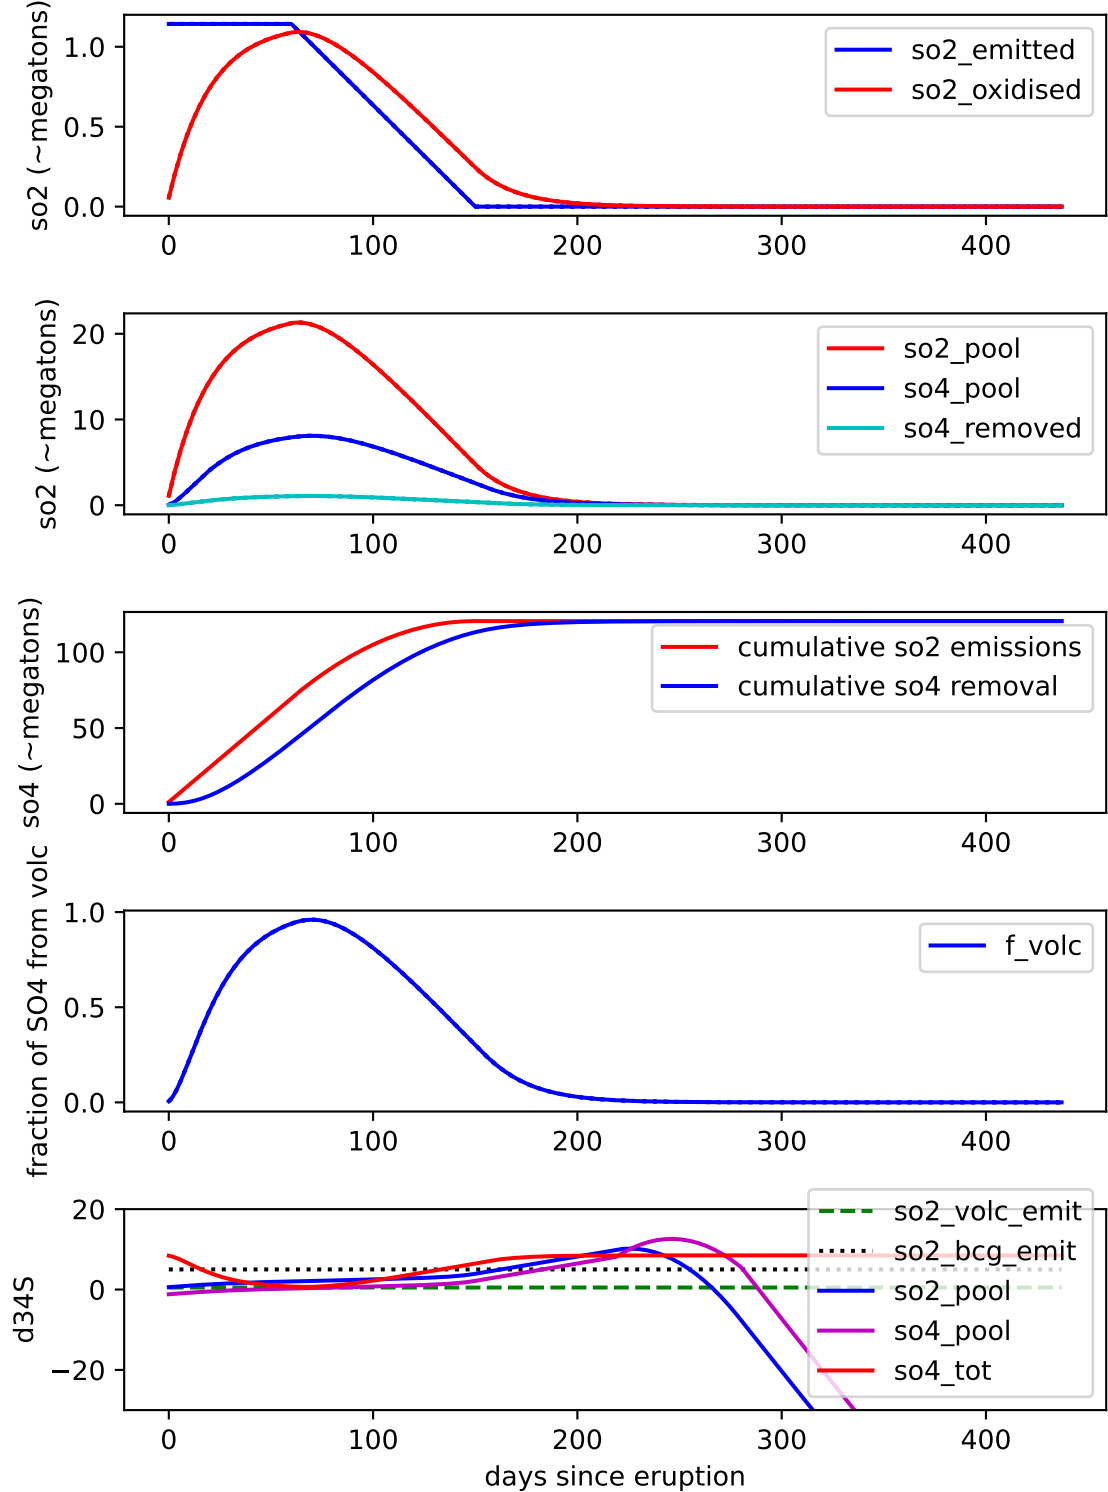 so2 (~megatons)
1.0
0.5
0.0
so2_emitted
so2_oxidised
0 100 200 300 400
so2 (~megatons)
20
10
0
so2_pool
so4_pool
so4_removed
0 100 200 300 400
so4 (~megatons)
100
50
0
cumulative so2 emissions
cumulative so4 removal
0 100 200 300 400
fraction of SO4 from volc
1.0
0.5
0.0
f_volc
0 100 200 300 400
d34S
20
0
−20
so2_volc_emit
so2_bcg_emit
so2_pool
so4_pool
so4_tot
0 100 200 300 400
days since eruption